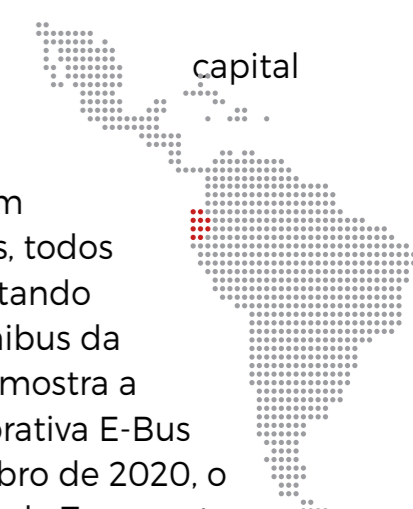 capital
m
s, todos
tando
nibus da
mostra a
orativa E-Bus
bro de 2020, o